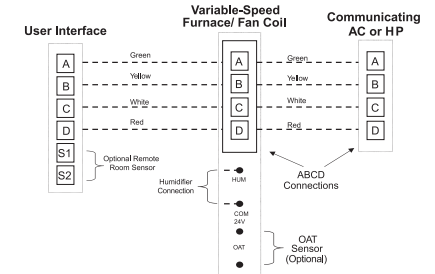 Variable-Speed
Furnace/ Fan Coil
User Interface
Communicating
AC or HP
A
Green
A
Green
A
B
Yellow
B
Yellow
B
C
White
C
White
C
D
Red
D
Red
D
S1
S2
Optional Remote
Room Sensor
Humidifier
Connection
HUM
COM
24V
ABCD
Connections
OAT
OAT
Sensor
(Optional)